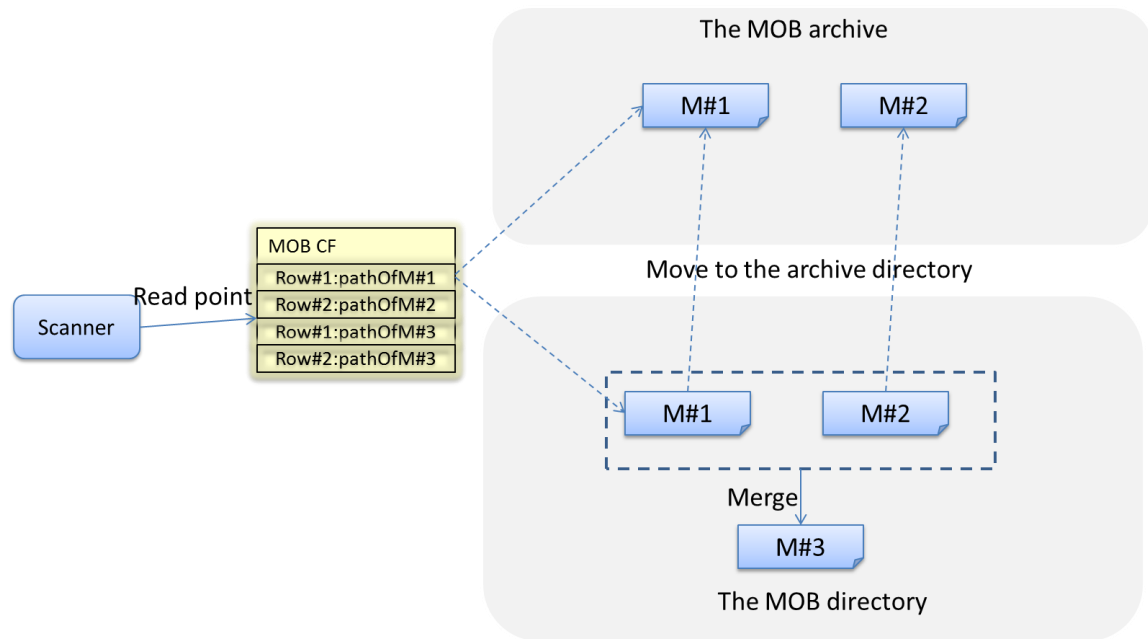 The MOB archive
M#1
M#2
MOB CF
Row#1:pathOfM#1
Row#2:pathOfM#2
Row#1:pathOfM#3
Row#2:pathOfM#3
Read point
Scanner
Move to the archive directory
M#1
M#2
Merge
M#3
The MOB directory